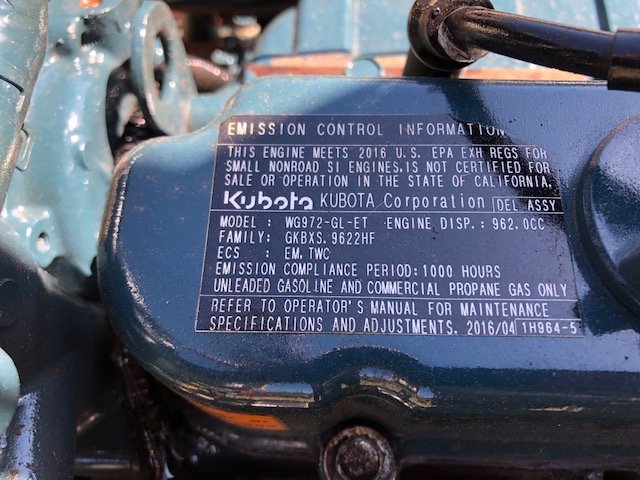 EMISSION CONTROL INFORMATION
THIS ENGINE MEETS 2016 U.S. EPA EXH REGS FOR
SMALL NONROAD SI ENGINES,IS NOT CERTIFIED FOR
SALE OR OPERATION IN THE STATE OF CALIFORNIA.
Kubota KUBOTA Corporation DEL ASSY
MODEL : WG972-GL-ET ENGINE DISP.: 962.0CC
FAMILY: GKBXS.9622HF
ECS : EM,TWC
EMISSION COMPLIANCE PERIOD:1000 HOURS
UNLEADED GASOLINE AND COMMERCIAL PROPANE GAS ONLY
REFER TO OPERATOR'S MANUAL FOR MAINTENANCE
SPECIFICATIONS AND ADJUSTMENTS. 2016/04 1H964-5